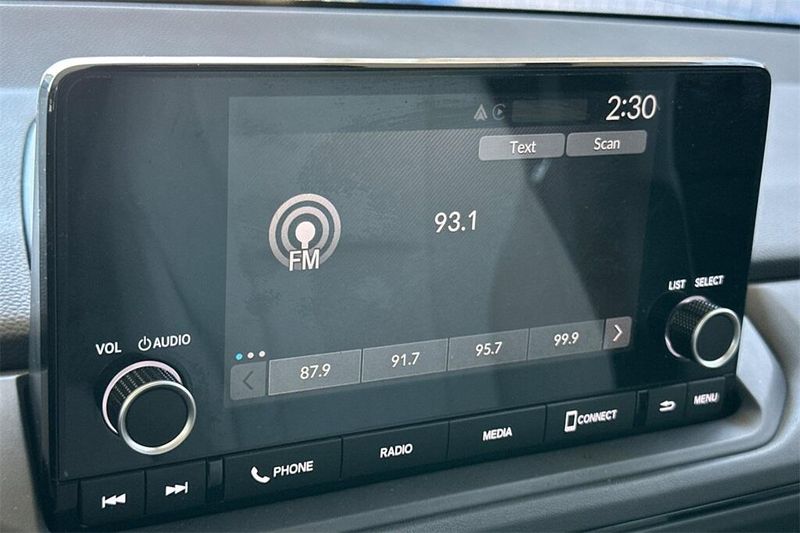 2:30
Text
Scan
93.1
FM
87.9
91.7
95.7
99.9
LIST
SELECT
VOL
AUDIO
PHONE
RADIO
MEDIA
CONNECT
MENU